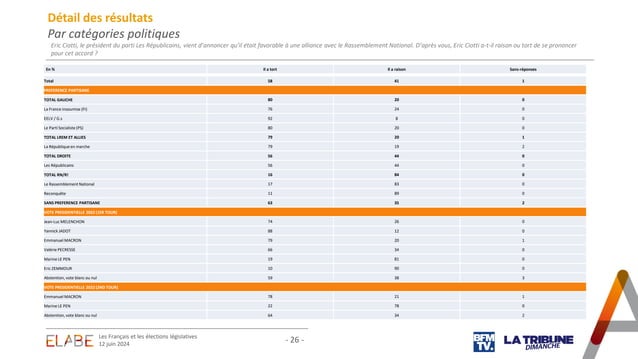 Détail des résultats
Par catégories politiques
Eric Ciotti, le président du parti Les Républicains, vient d'annoncer qu'il était favorable à une alliance avec le Rassemblement National. D'après vous, Eric Ciotti a-t-il raison ou tort de se prononcer
pour cet accord ?
En % Il a tort Il a raison Sans réponses
Total 58 41 1
PREFERENCE PARTISANE
TOTAL GAUCHE 80 20 0
La France insoumise (FI) 76 24 0
EELV / G.s 92 8 0
Le Parti Socialiste (PS) 80 20 0
TOTAL LREM ET ALLIES 79 20 1
La République en marche 79 19 2
TOTAL DROITE 56 44 0
Les Républicains 56 44 0
TOTAL RN/R! 16 84 0
Le Rassemblement National 17 83 0
Reconquête 11 89 0
SANS PREFERENCE PARTISANE 63 35 2
VOTE PRESIDENTIELLE 2022 (1ER TOUR)
Jean-Luc MELENCHON 74 26 0
Yannick JADOT 88 12 0
Emmanuel MACRON 79 20 1
Valérie PECRESSE 66 34 0
Marine LE PEN 19 81 0
Eric ZEMMOUR 10 90 0
Abstention, vote blanc ou nul 59 38 3
VOTE PRESIDENTIELLE 2022 (2ND TOUR)
Emmanuel MACRON 78 21 1
Marine LE PEN 22 78 0
Abstention, vote blanc ou nul 64 34 2
ELABE
Les Français et les élections législatives
12 juin 2024
- 26 -
BFM
TV.
LA TRIBUNE
DIMANCHE